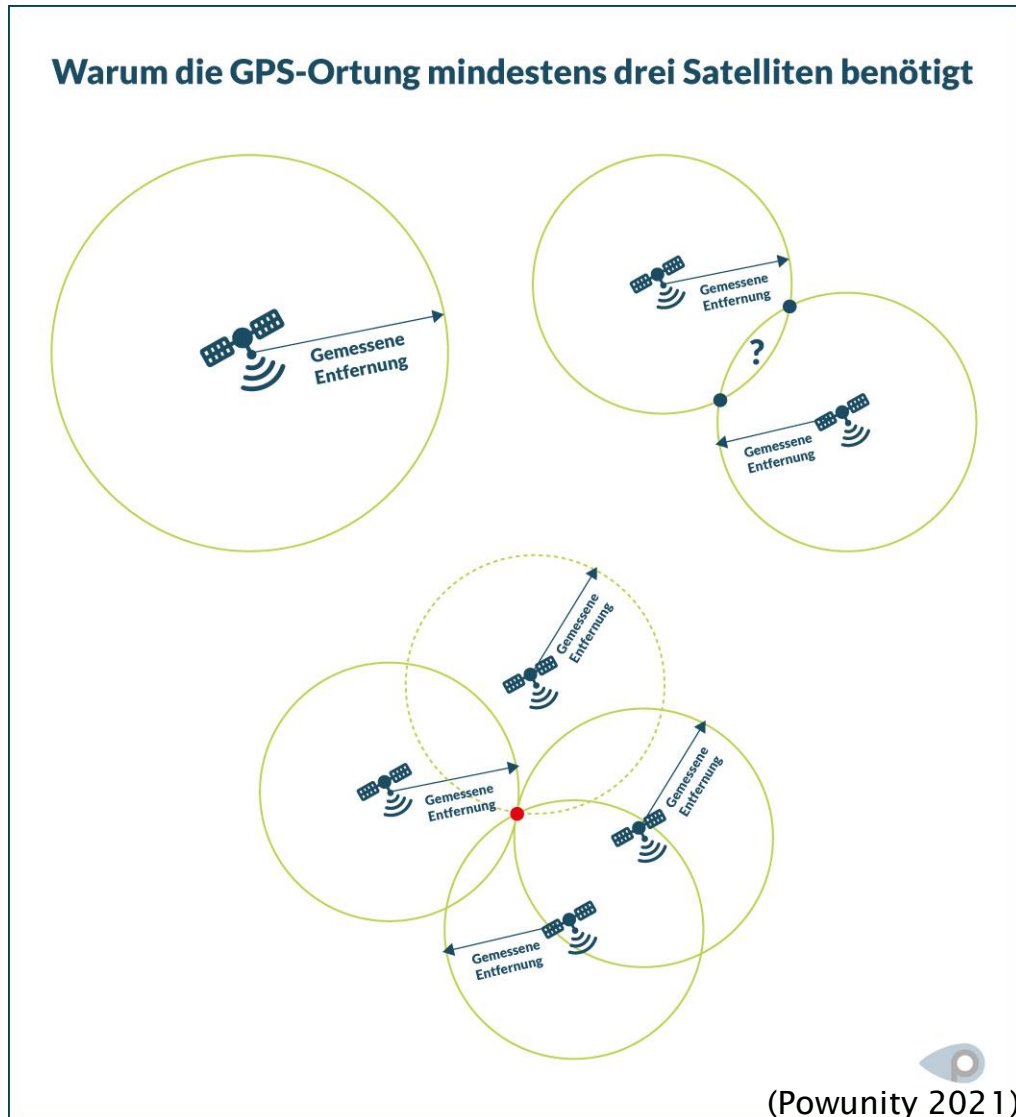 Warum die GPS-Ortung mindestens drei Satelliten benötigt
Gemessene
Entfernung
Gemessene
Entfernung
?
Gemessene
Entfernung
Gemessene
Entfernung
Gemessene
Entfernung
Gemessene
Entfernung
Gemessene
Entfernung
p
(Powunity 2021)